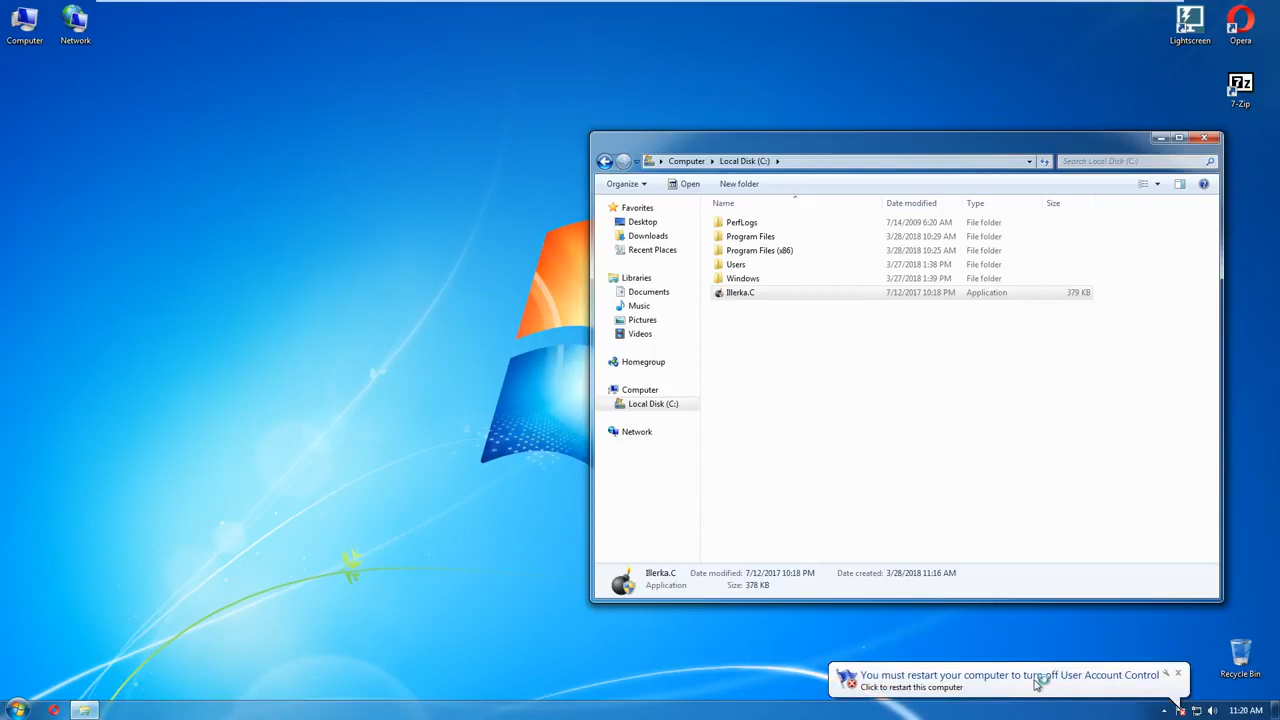 Computer
Network
Lightscreen
Opera
7z
7-Zip
Computer
Local Disk (C:)
Search Local Disk (C:)
Organize
Open
New folder
Name
Date modified
Type
Size
Favorites
Desktop
Downloads
Recent Places
Libraries
Documents
Music
Pictures
Videos
Homegroup
Computer
Local Disk (C:)
Network
PerfLogs 7/14/2009 6:20 AM File folder
Program Files 3/28/2018 10:29 AM File folder
Program Files (x86) 3/28/2018 10:25 AM File folder
Users 3/27/2018 1:38 PM File folder
Windows 3/27/2018 1:39 PM File folder
Illerka.C 7/12/2017 10:18 PM Application 379 KB
Illerka.C Date modified: 7/12/2017 10:18 PM Date created: 3/28/2018 11:16 AM
Application Size: 378 KB
You must restart your computer to turn off User Account Control
Click to restart this computer
Recycle Bin
11:20 AM